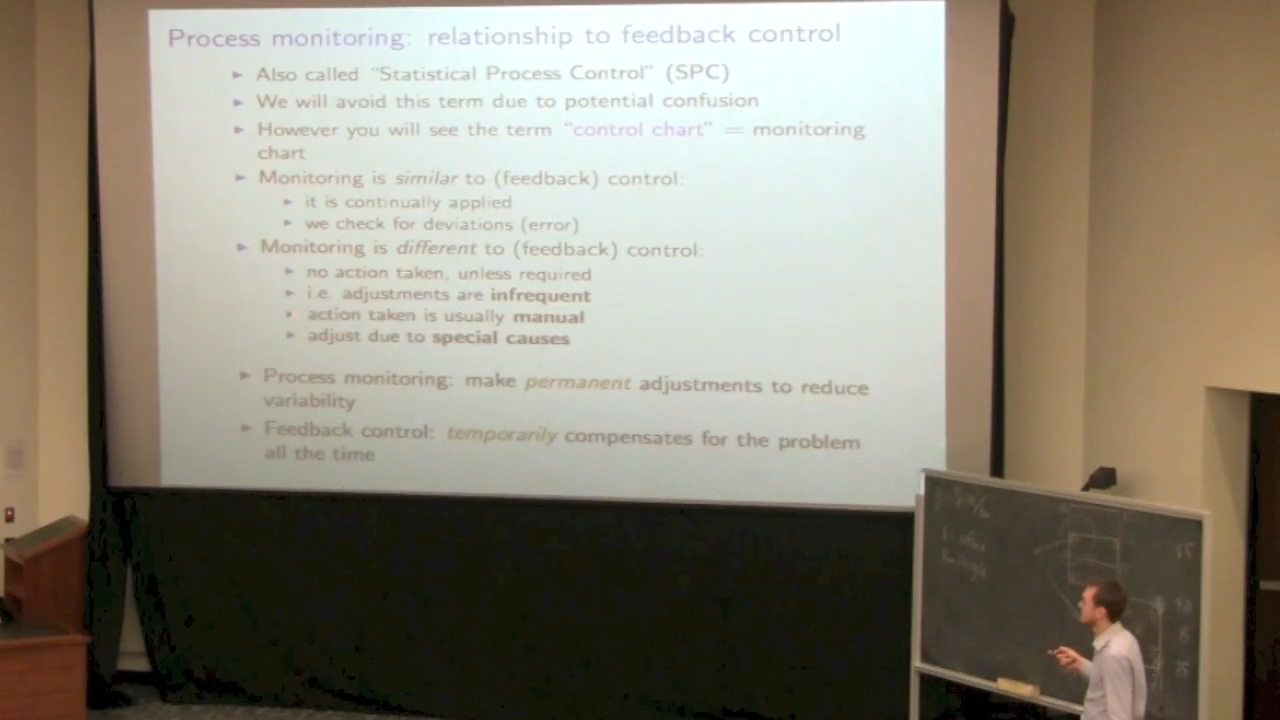 Process monitoring: relationship to feedback control
► Also called "Statistical Process Control" (SPC)
► We will avoid this term due to potential confusion
► However you will see the term "control chart" = monitoring
chart
► Monitoring is similar to (feedback) control:
► it is continually applied
► we check for deviations (error)
► Monitoring is different to (feedback) control:
► no action taken, unless required
► i.e. adjustments are infrequent
► action taken is usually manual
► adjust due to special causes
► Process monitoring: make permanent adjustments to reduce
variability
► Feedback control: temporarily compensates for the problem
all the time